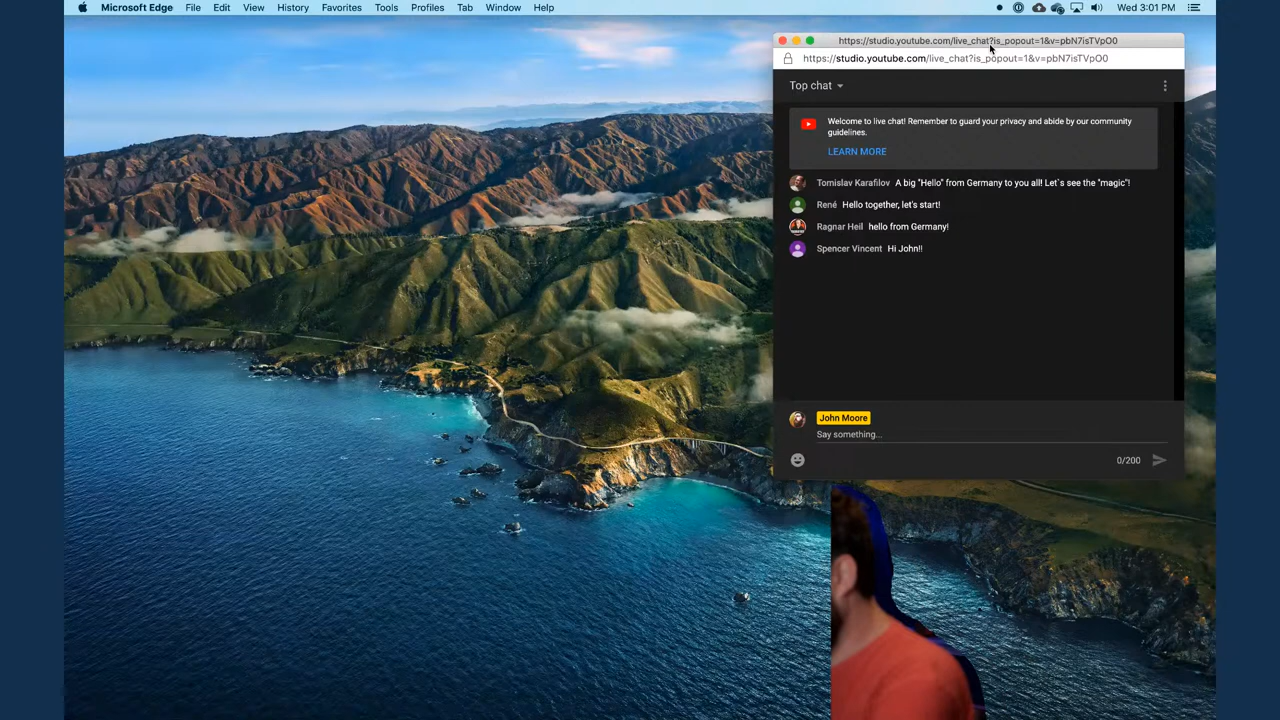 Microsoft Edge File Edit View History Favorites Tools Profiles Tab Window Help Wed 3:01 PM
https://studio.youtube.com/live_chat?is_popout=1&v=pbN7isTVpO0
https://studio.youtube.com/live_chat?is_popout=1&v=pbN7isTVpO0
Top chat
Welcome to live chat! Remember to guard your privacy and abide by our community
guidelines.
LEARN MORE
Tomislav Karafilov A big "Hello" from Germany to you all! Let`s see the "magic"!
René Hello together, let's start!
Ragnar Heil hello from Germany!
Spencer Vincent Hi John!!
John Moore
Say something...
0/200